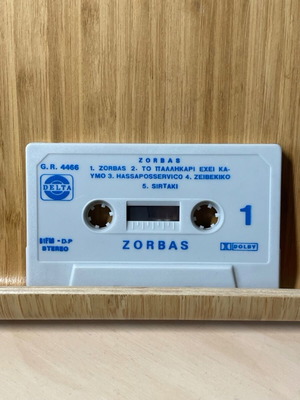 ZORBAS
G.R. 4466
1. ZORBAS 2- ΤΟ ΠΑΛΛΗΚΑΡΙ ΕΧΕΙ ΚΑ-
ΥΜΟ 3. HASSAPOSSERVICO 4. ZEIBEKIKO
5. SIRTAKI
DELTA
1
ZORBAS
STEREO
DOLBY